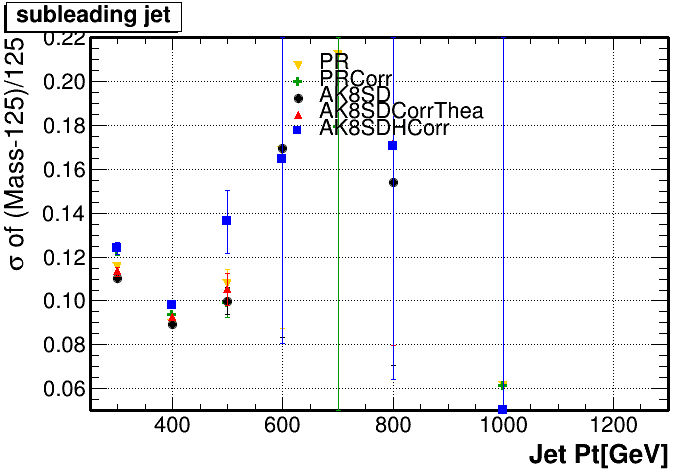 subleading jet
σ of (Mass-125)/125
0.22
0.20
0.18
0.16
0.14
0.12
0.10
0.08
0.06
PR
PRCorr
AK8SD
AK8SDCorrThea
AK8SDHCorr
400 600 800 1000 1200
Jet Pt[GeV]